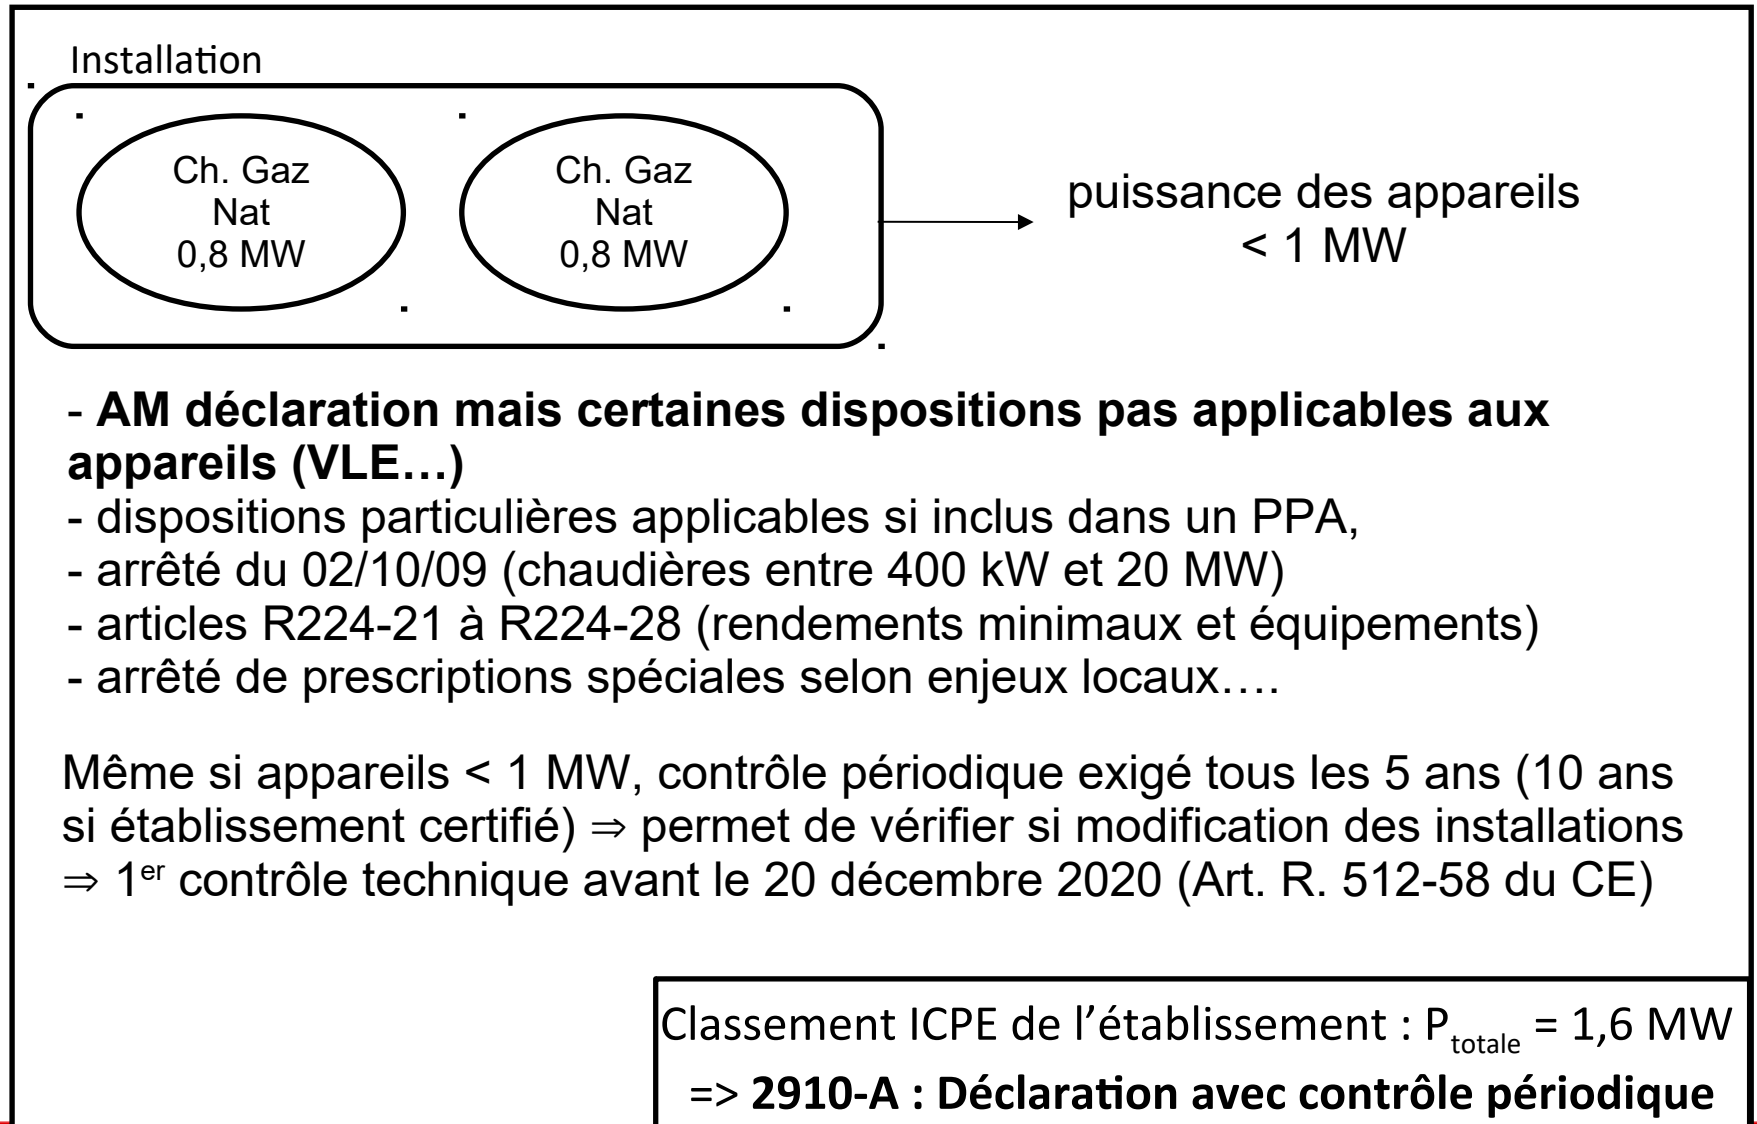 Installation
Ch. Gaz
Nat
0,8 MW
Ch. Gaz
Nat
0,8 MW
puissance des appareils
< 1 MW
- AM déclaration mais certaines dispositions pas applicables aux
appareils (VLE…)
- dispositions particulières applicables si inclus dans un PPA,
- arrêté du 02/10/09 (chaudières entre 400 kW et 20 MW)
- articles R224-21 à R224-28 (rendements minimaux et équipements)
- arrêté de prescriptions spéciales selon enjeux locaux….
Même si appareils < 1 MW, contrôle périodique exigé tous les 5 ans (10 ans
si établissement certifié) ⇒ permet de vérifier si modification des installations
⇒ 1er contrôle technique avant le 20 décembre 2020 (Art. R. 512-58 du CE)
Classement ICPE de l’établissement : Ptotale = 1,6 MW
=> 2910-A : Déclaration avec contrôle périodique